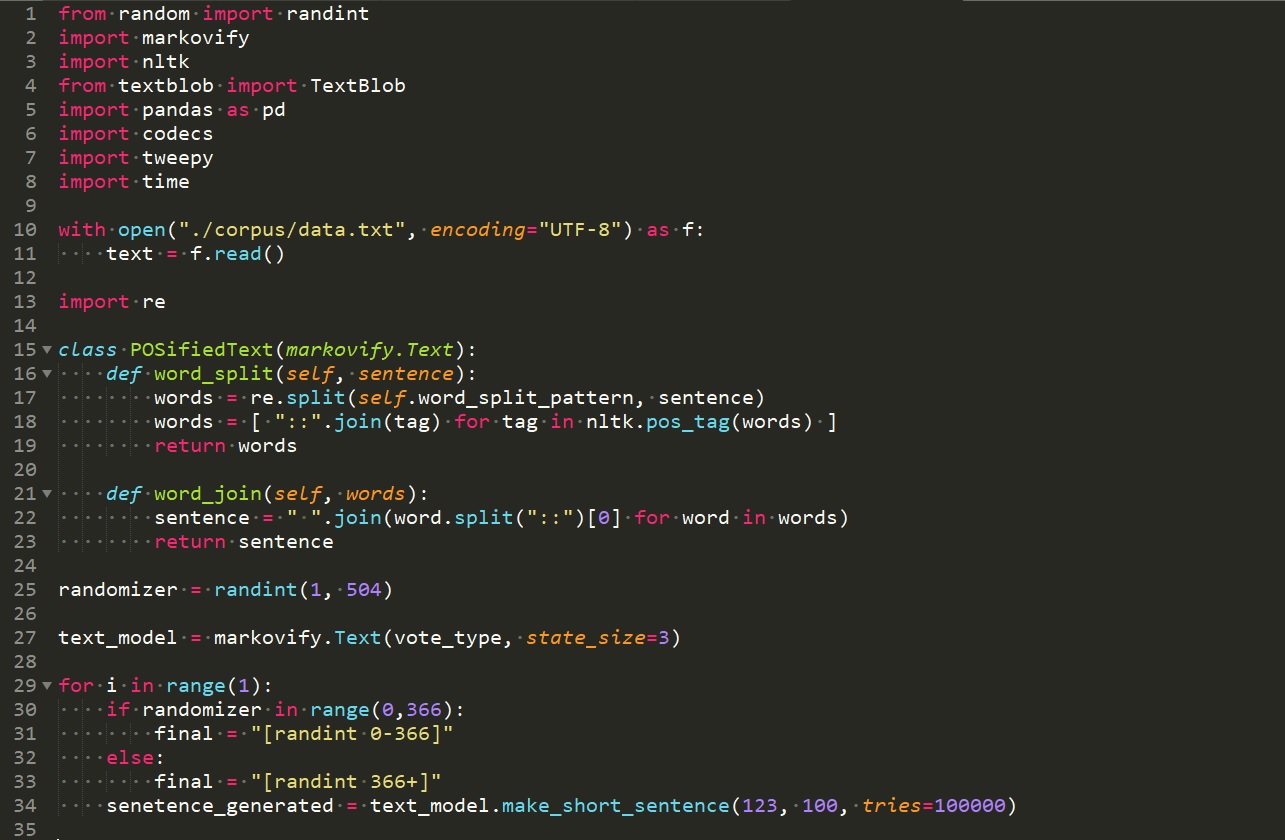 1 from random import randint
2 import markovify
3 import nltk
4 from textblob import TextBlob
5 import pandas as pd
6 import codecs
7 import tweepy
8 import time
9
10 with open("./corpus/data.txt", encoding="UTF-8") as f:
11     text = f.read()
12
13 import re
14
15 class POSifiedText(markovify.Text):
16     def word_split(self, sentence):
17         words = re.split(self.word_split_pattern, sentence)
18         words = [ "::".join(tag) for tag in nltk.pos_tag(words) ]
19         return words
20
21     def word_join(self, words):
22         sentence = " ".join(word.split("::")[0] for word in words)
23         return sentence
24
25 randomizer = randint(1, 504)
26
27 text_model = markovify.Text(vote_type, state_size=3)
28
29 for i in range(1):
30     if randomizer in range(0,366):
31         final = "[randint 0-366]"
32     else:
33         final = "[randint 366+]"
34     senetence_generated = text_model.make_short_sentence(123, 100, tries=100000)
35